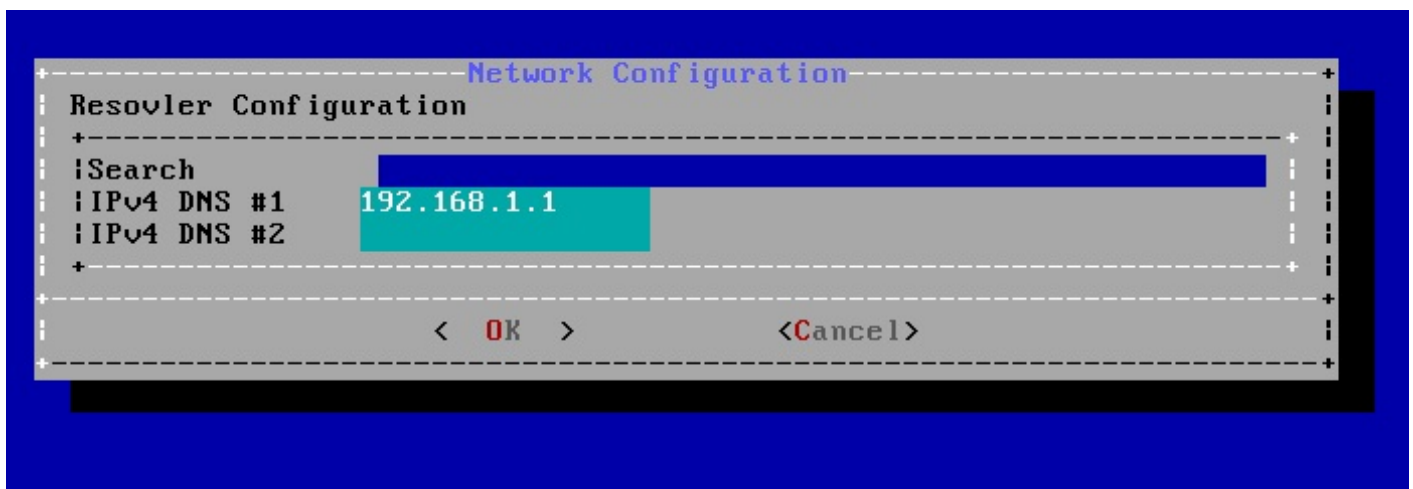 Network Configuration
Resovler Configuration
Search
IPv4 DNS #1 192.168.1.1
IPv4 DNS #2
< OK > <Cancel>